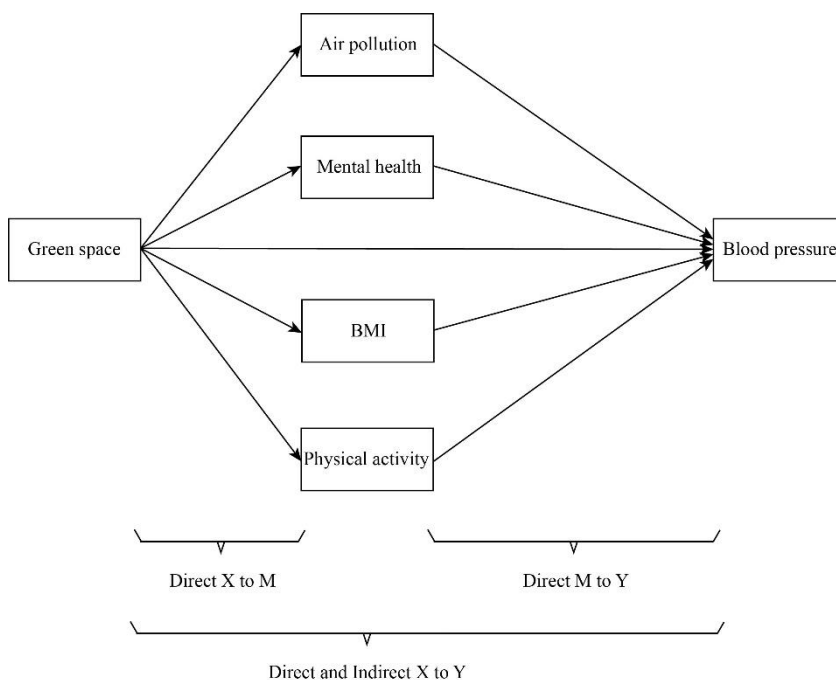 Air pollution
Mental health
Green space
Blood pressure
BMI
Physical activity
Direct X to M
Direct M to Y
Direct and Indirect X to Y